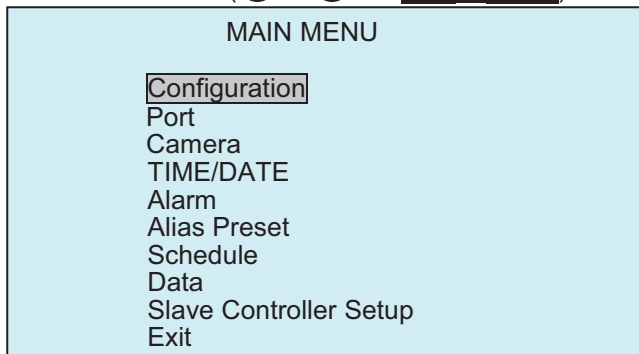 MAIN MENU
Configuration
Port
Camera
TIME/DATE
Alarm
Alias Preset
Schedule
Data
Slave Controller Setup
Exit